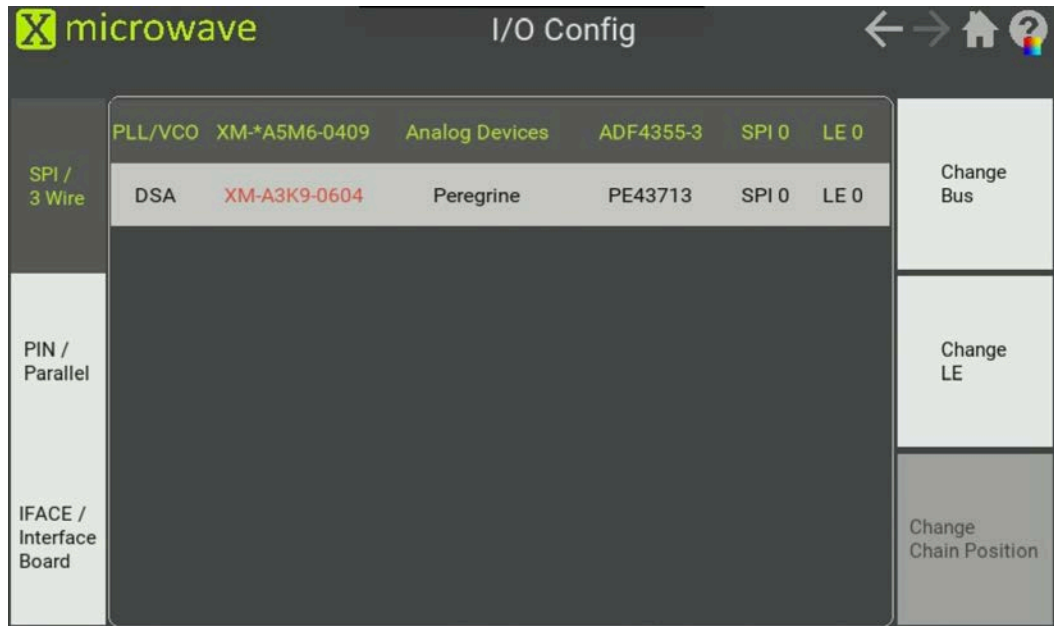 X microwave
I/O Config
?
SPI /
3 Wire
PIN /
Parallel
IFACE /
Interface
Board
PLL/VCO XM-*A5M6-0409 Analog Devices ADF4355-3 SPI 0 LE 0
DSA XM-A3K9-0604 Peregrine PE43713 SPI 0 LE 0
Change
Bus
Change
LE
Change
Chain Position